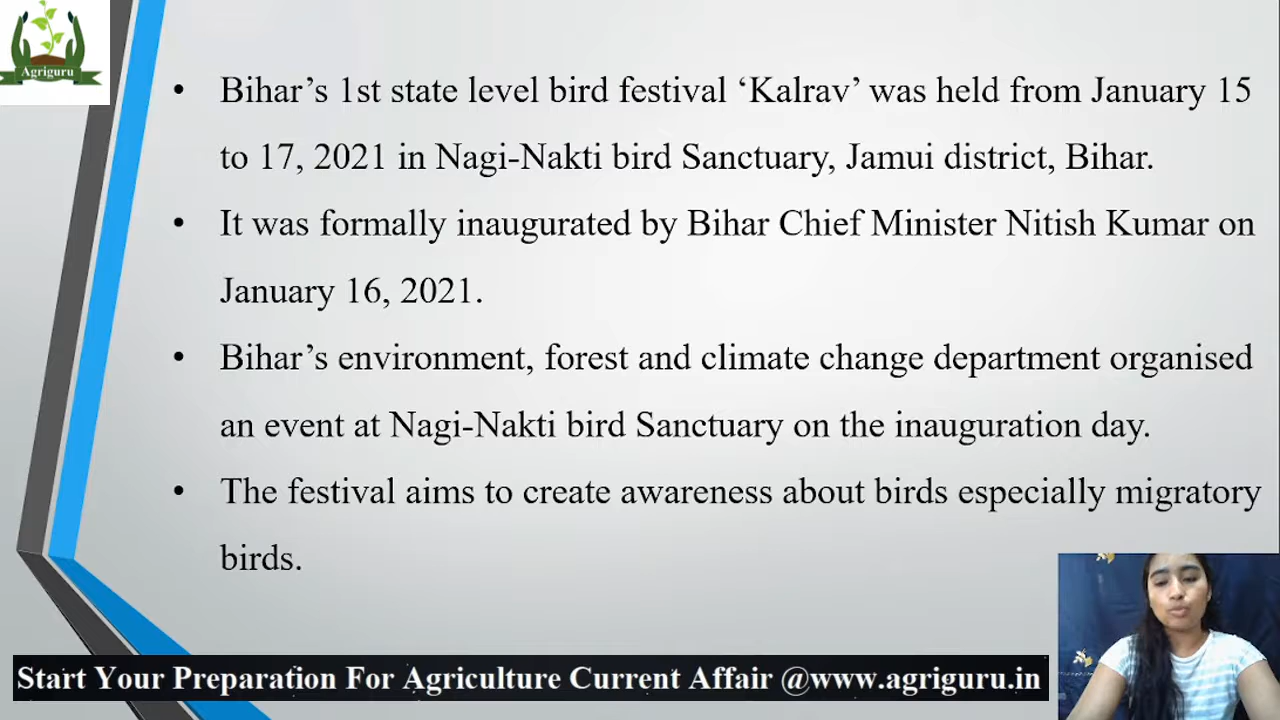 Agriguru
• Bihar’s 1st state level bird festival ‘Kalrav’ was held from January 15
to 17, 2021 in Nagi-Nakti bird Sanctuary, Jamui district, Bihar.
• It was formally inaugurated by Bihar Chief Minister Nitish Kumar on
January 16, 2021.
• Bihar’s environment, forest and climate change department organised
an event at Nagi-Nakti bird Sanctuary on the inauguration day.
• The festival aims to create awareness about birds especially migratory
birds.
Start Your Preparation For Agriculture Current Affair @www.agriguru.in